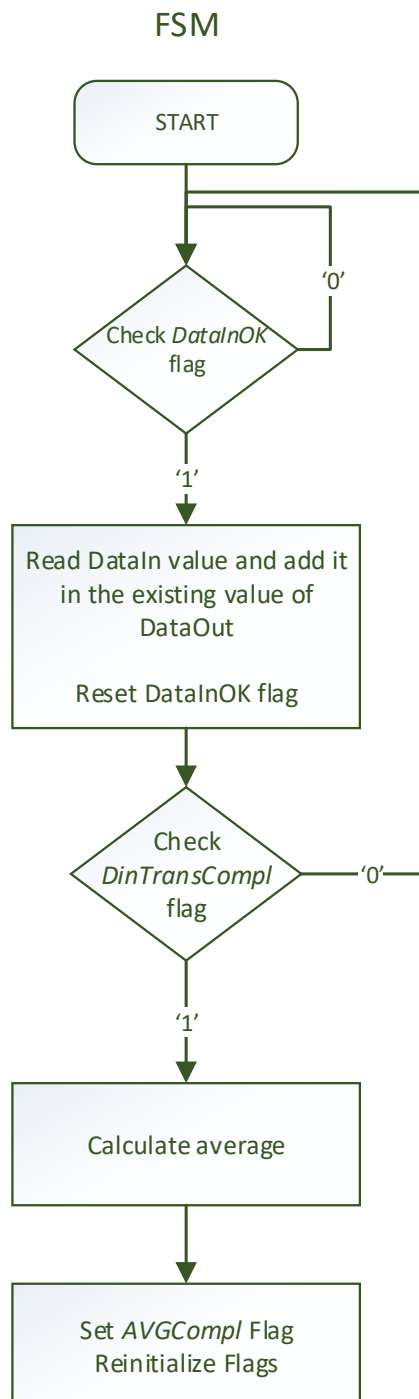 FSM
START
‘0’
Check DataInOK
flag
‘1’
Read DataIn value and add it
in the existing value of
DataOut
Reset DataInOK flag
Check
DinTransCompl
flag
‘0’
‘1’
Calculate average
Set AVGCompl Flag
Reinitialize Flags